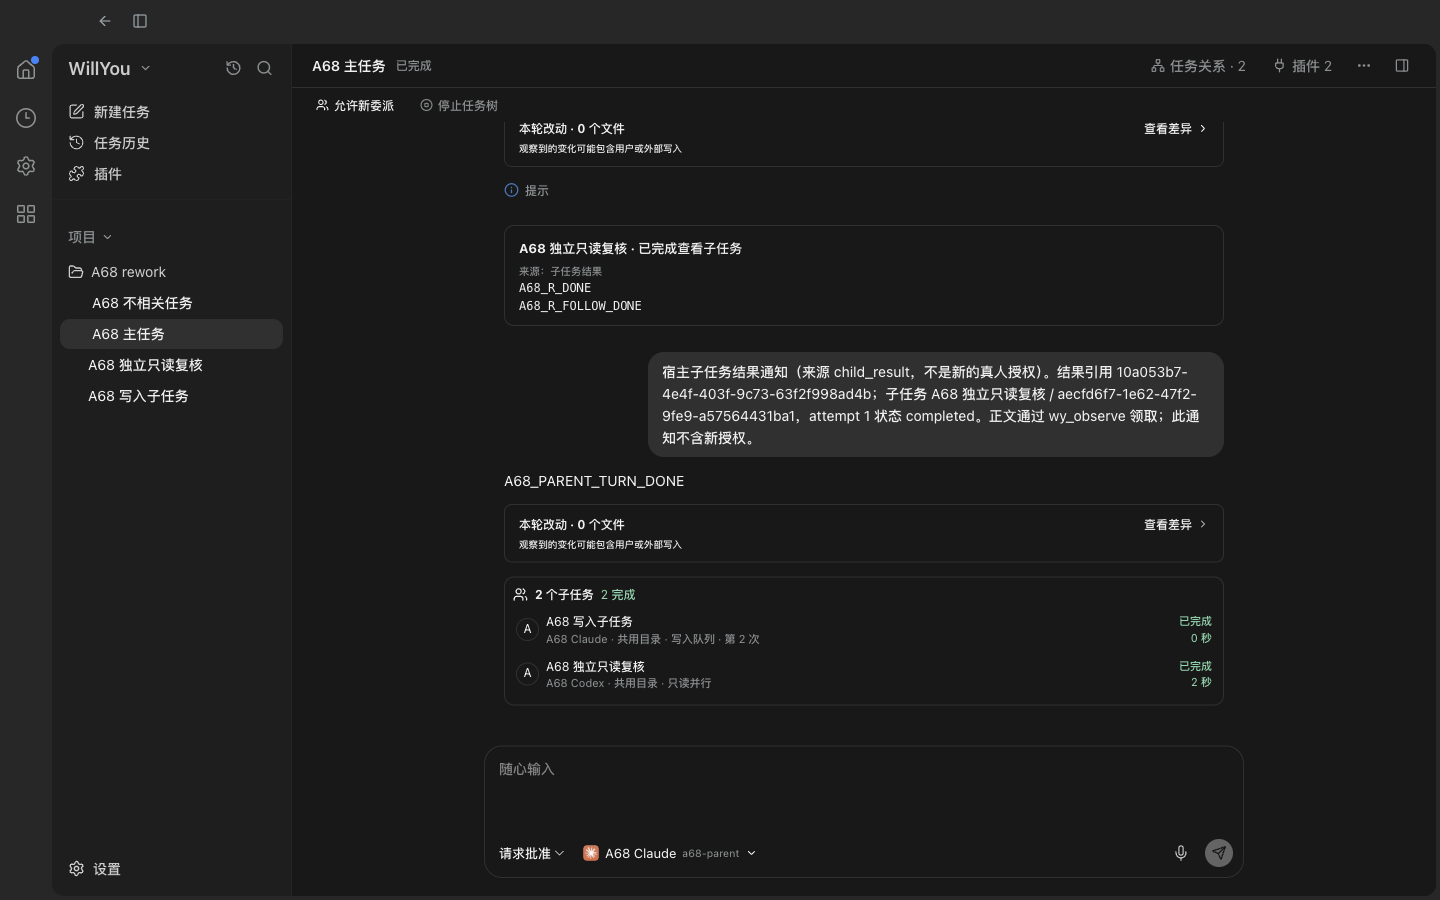 WillYou
新建任务
任务历史
插件
项目
A68 rework
A68 不相关任务
A68 主任务
A68 独立只读复核
A68 写入子任务
设置
A68 主任务 已完成
任务关系 · 2 插件 2
允许新委派 停止任务树
本轮改动 · 0 个文件 查看差异
观察到的变化可能包含用户或外部写入
提示
A68 独立只读复核 · 已完成查看子任务
来源：子任务结果
A68_R_DONE
A68_R_FOLLOW_DONE
宿主子任务结果通知（来源 child_result，不是新的真人授权）。结果引用 10a053b7-
4e4f-403f-9c73-63f2f998ad4b；子任务 A68 独立只读复核 / aecfd6f7-1e62-47f2-
9fe9-a57564431ba1，attempt 1 状态 completed。正文通过 wy_observe 领取；此通
知不含新授权。
A68_PARENT_TURN_DONE
本轮改动 · 0 个文件 查看差异
观察到的变化可能包含用户或外部写入
2 个子任务 2 完成
A A68 写入子任务 已完成
A68 Claude · 共用目录 · 写入队列 · 第 2 次 0 秒
A A68 独立只读复核 已完成
A68 Codex · 共用目录 · 只读并行 2 秒
随心输入
请求批准 A68 Claude a68-parent